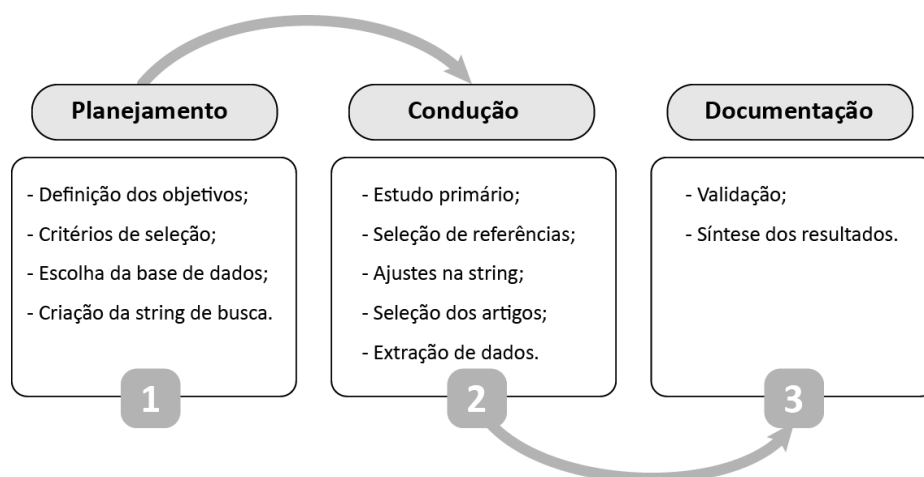 Planejamento
- Definição dos objetivos;
- Critérios de seleção;
- Escolha da base de dados;
- Criação da string de busca.
1
Condução
- Estudo primário;
- Seleção de referências;
- Ajustes na string;
- Seleção dos artigos;
- Extração de dados.
2
Documentação
- Validação;
- Síntese dos resultados.
3